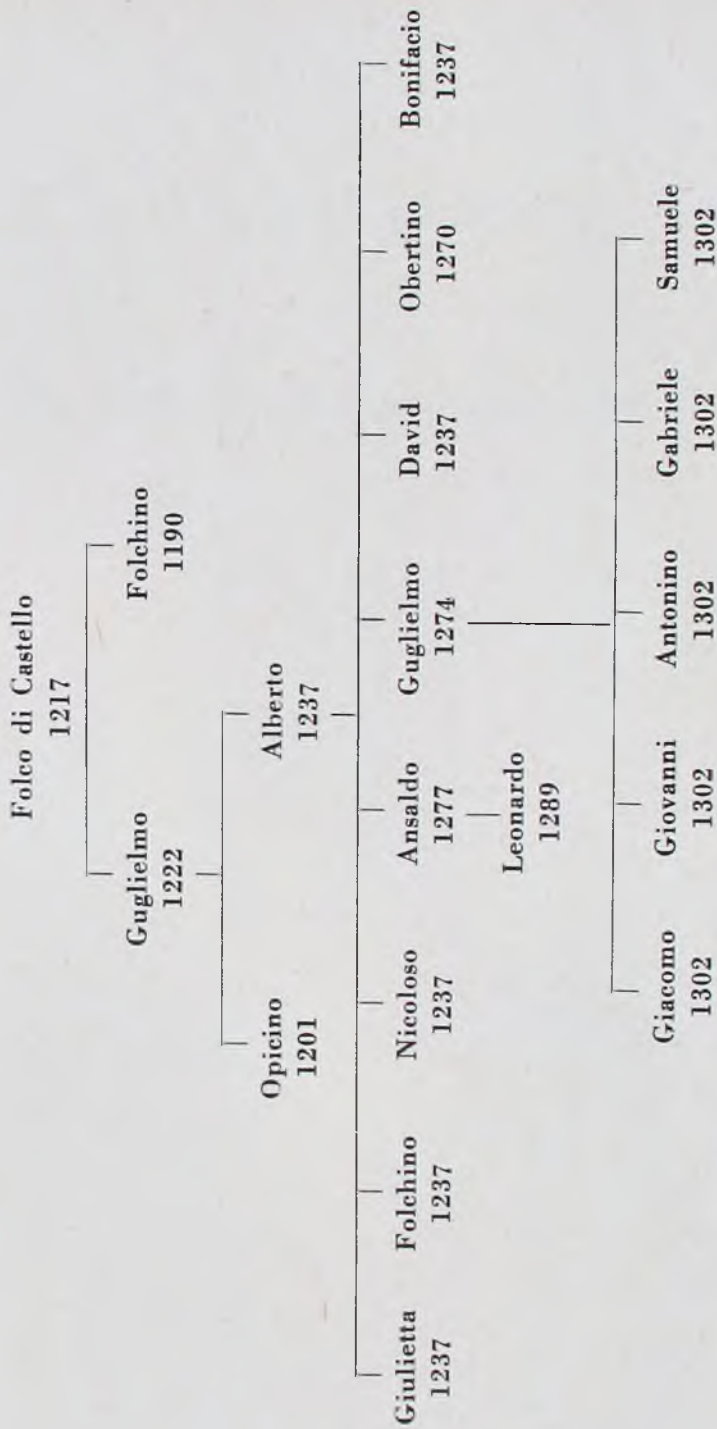 Folco di Castello
1217
Guglielmo
1222
Folchino
1190
Opicino
1201
Alberto
1237
Giulietta
1237
Folchino
1237
Nicoloso
1237
Ansaldo
1277
Guglielmo
1274
David
1237
Obertino
1270
Bonifacio
1237
Leonardo
1289
Giacomo
1302
Giovanni
1302
Antonino
1302
Gabriele
1302
Samuele
1302